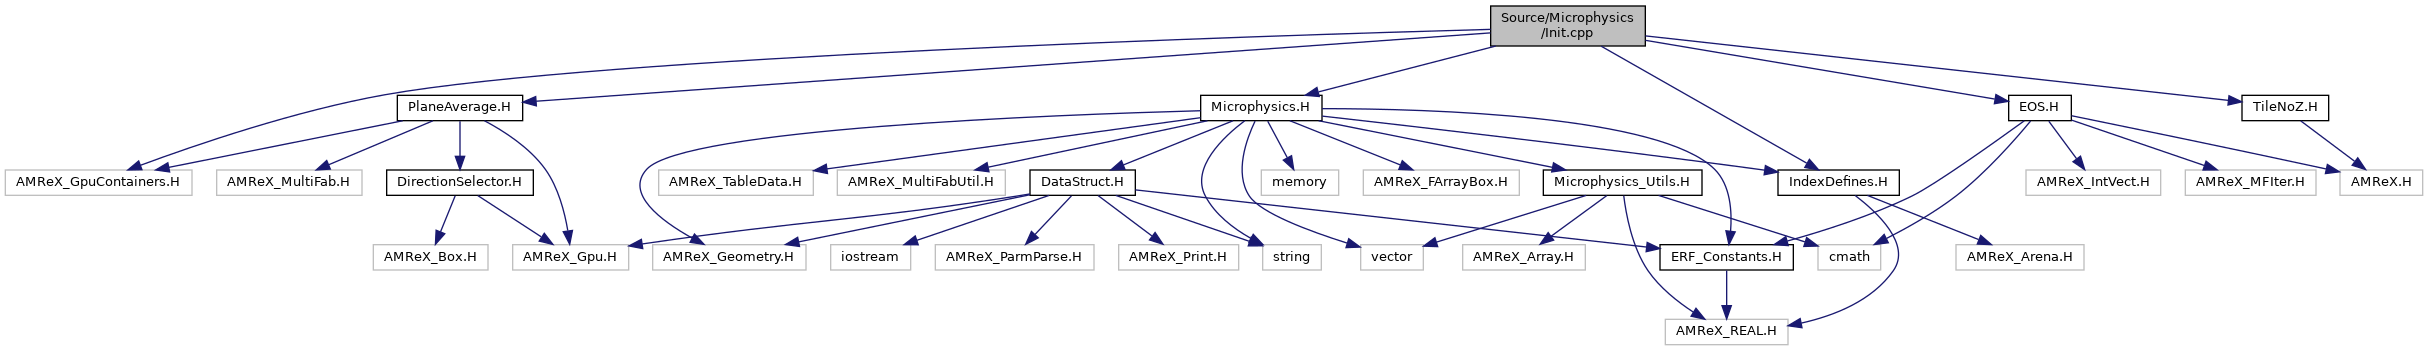 Source/Microphysics
/Init.cpp
PlaneAverage.H
Microphysics.H
EOS.H
TileNoZ.H
AMReX_GpuContainers.H
AMReX_MultiFab.H
DirectionSelector.H
AMReX_TableData.H
AMReX_MultiFabUtil.H
DataStruct.H
memory
AMReX_FArrayBox.H
Microphysics_Utils.H
IndexDefines.H
AMReX_IntVect.H
AMReX_MFIter.H
AMReX.H
AMReX_Box.H
AMReX_Gpu.H
AMReX_Geometry.H
iostream
AMReX_ParmParse.H
AMReX_Print.H
string
vector
AMReX_Array.H
ERF_Constants.H
cmath
AMReX_Arena.H
AMReX_REAL.H